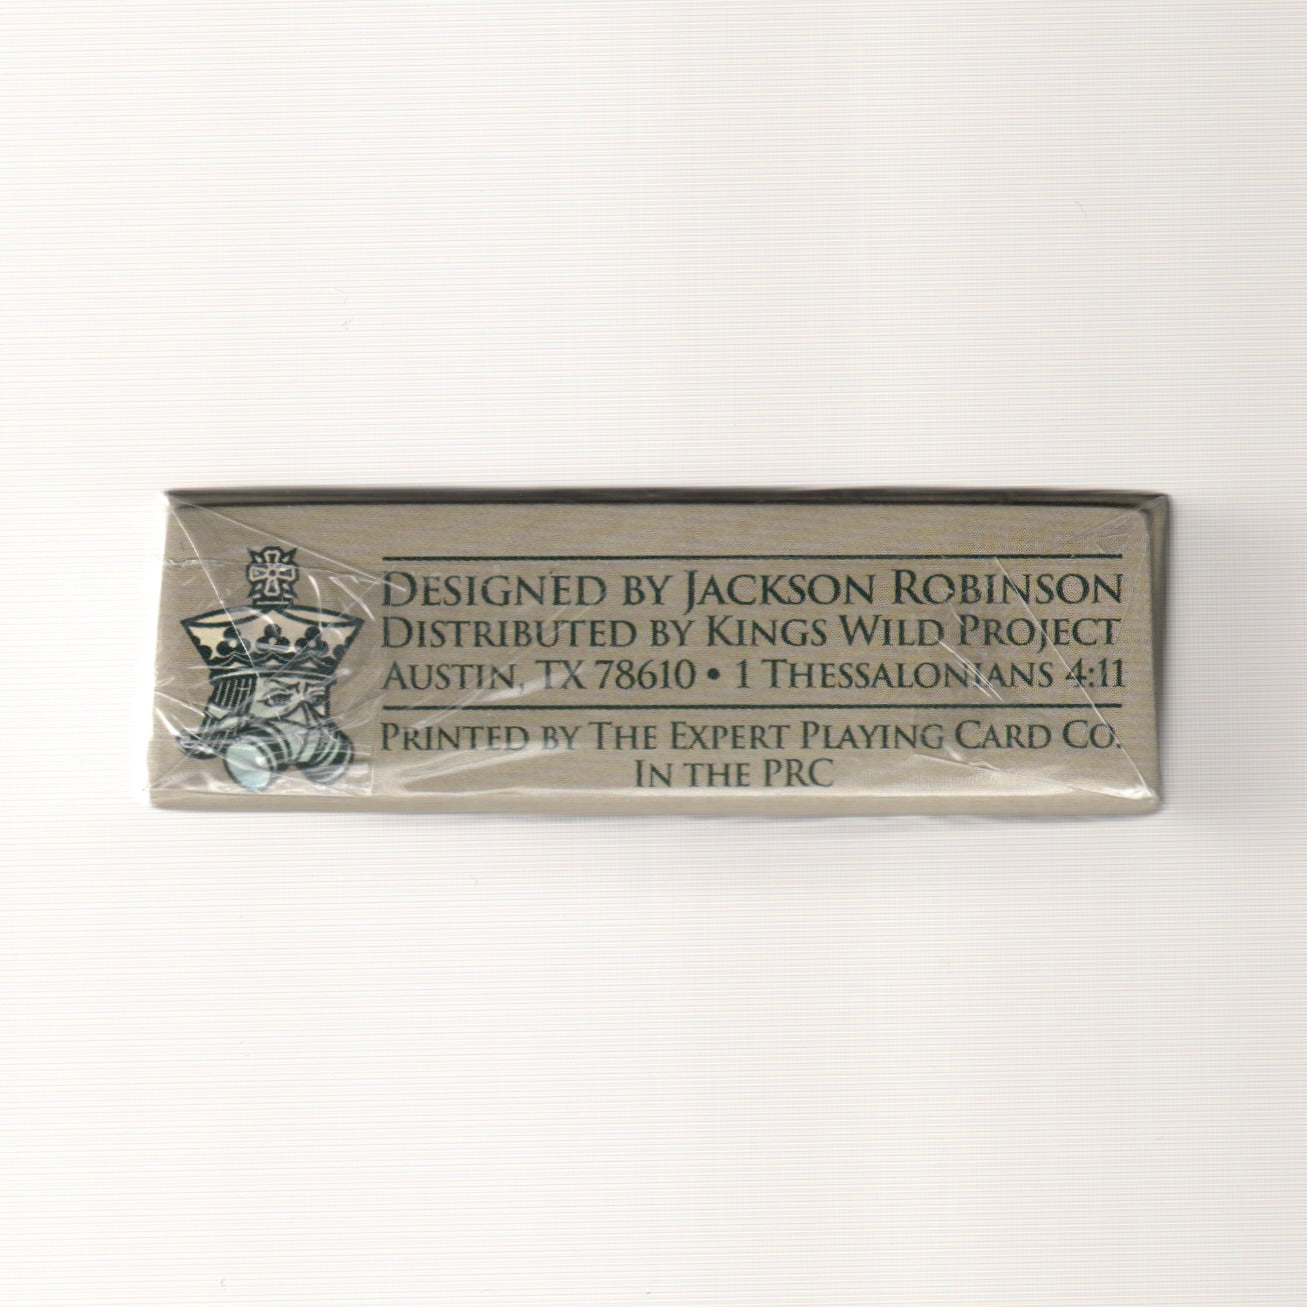 Designed by Jackson Robinson
Distributed by Kings Wild Project
Austin, TX 78610 • 1 Thessalonians 4:11
Printed by The Expert Playing Card Co.
In the PRC